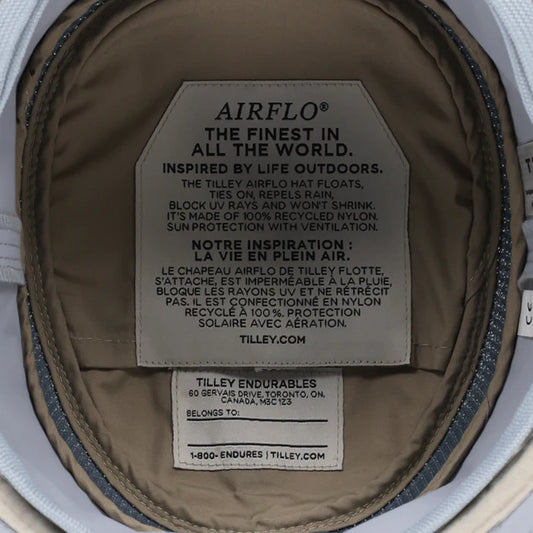 AIRFLO®
THE FINEST IN
ALL THE WORLD.
INSPIRED BY LIFE OUTDOORS.
THE TILLEY AIRFLO HAT FLOATS,
TIES ON, REPELS RAIN,
BLOCK UV RAYS AND WON'T SHRINK.
IT'S MADE OF 100% RECYCLED NYLON.
SUN PROTECTION WITH VENTILATION.
NOTRE INSPIRATION :
LA VIE EN PLEIN AIR.
LE CHAPEAU AIRFLO DE TILLEY FLOTTE,
S'ATTACHE, EST IMPERMÉABLE À LA PLUIE,
BLOQUE LES RAYONS UV ET NE RÉTRÉCIT
PAS. IL EST CONFECTIONNÉ EN NYLON
RECYCLÉ À 100%. PROTECTION
SOLAIRE AVEC AÉRATION.
TILLEY.COM
TILLEY ENDURABLES
60 GERVAIS DRIVE, TORONTO, ON,
CANADA, M3C 1Z3
BELONGS TO:
1-800- ENDURES | TILLEY.COM